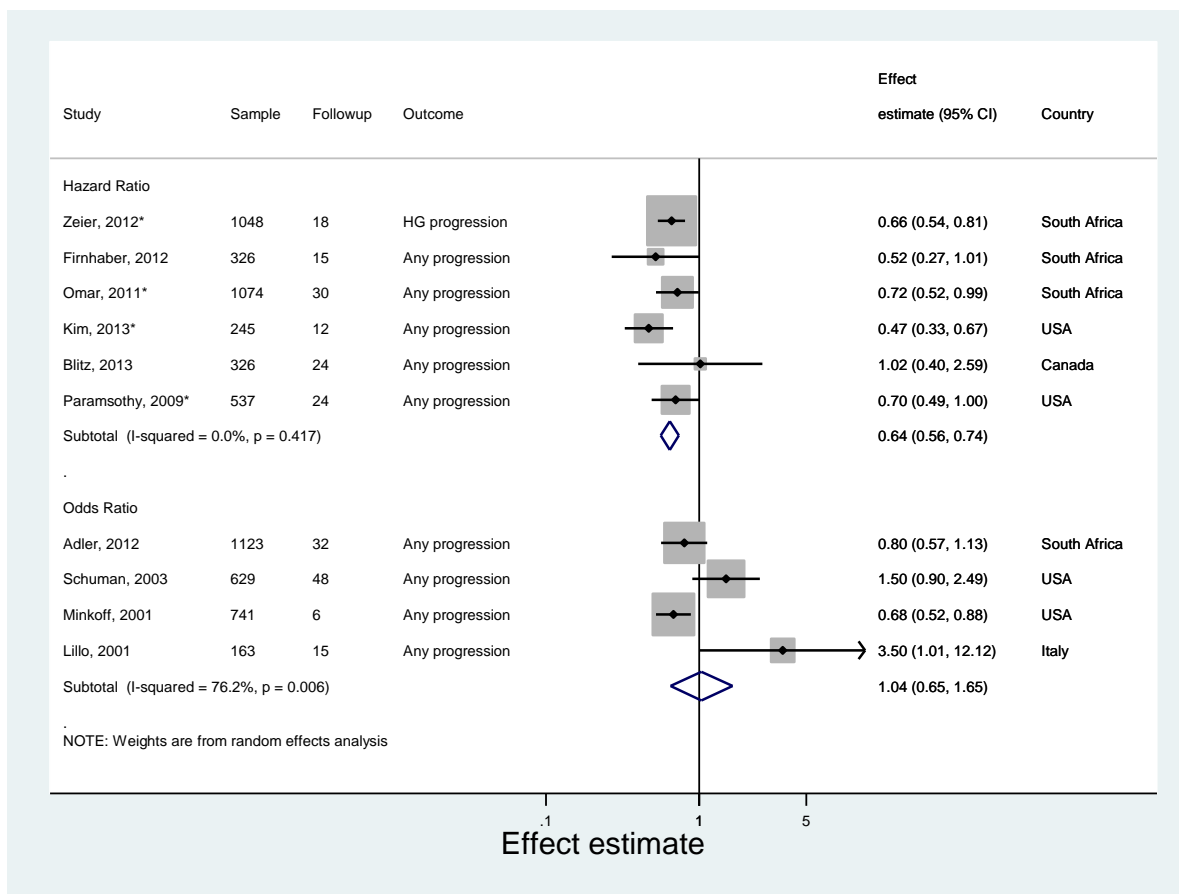 Effect
Study Sample Followup Outcome estimate (95% CI) Country
Hazard Ratio
Zeier, 2012* 1048 18 HG progression 0.66 (0.54, 0.81) South Africa
Firnhaber, 2012 326 15 Any progression 0.52 (0.27, 1.01) South Africa
Omar, 2011* 1074 30 Any progression 0.72 (0.52, 0.99) South Africa
Kim, 2013* 245 12 Any progression 0.47 (0.33, 0.67) USA
Blitz, 2013 326 24 Any progression 1.02 (0.40, 2.59) Canada
Paramsothy, 2009* 537 24 Any progression 0.70 (0.49, 1.00) USA
Subtotal (I-squared = 0.0%, p = 0.417) 0.64 (0.56, 0.74)
.
Odds Ratio
Adler, 2012 1123 32 Any progression 0.80 (0.57, 1.13) South Africa
Schuman, 2003 629 48 Any progression 1.50 (0.90, 2.49) USA
Minkoff, 2001 741 6 Any progression 0.68 (0.52, 0.88) USA
Lillo, 2001 163 15 Any progression 3.50 (1.01, 12.12) Italy
Subtotal (I-squared = 76.2%, p = 0.006) 1.04 (0.65, 1.65)
.
NOTE: Weights are from random effects analysis
.1 1 5
Effect estimate